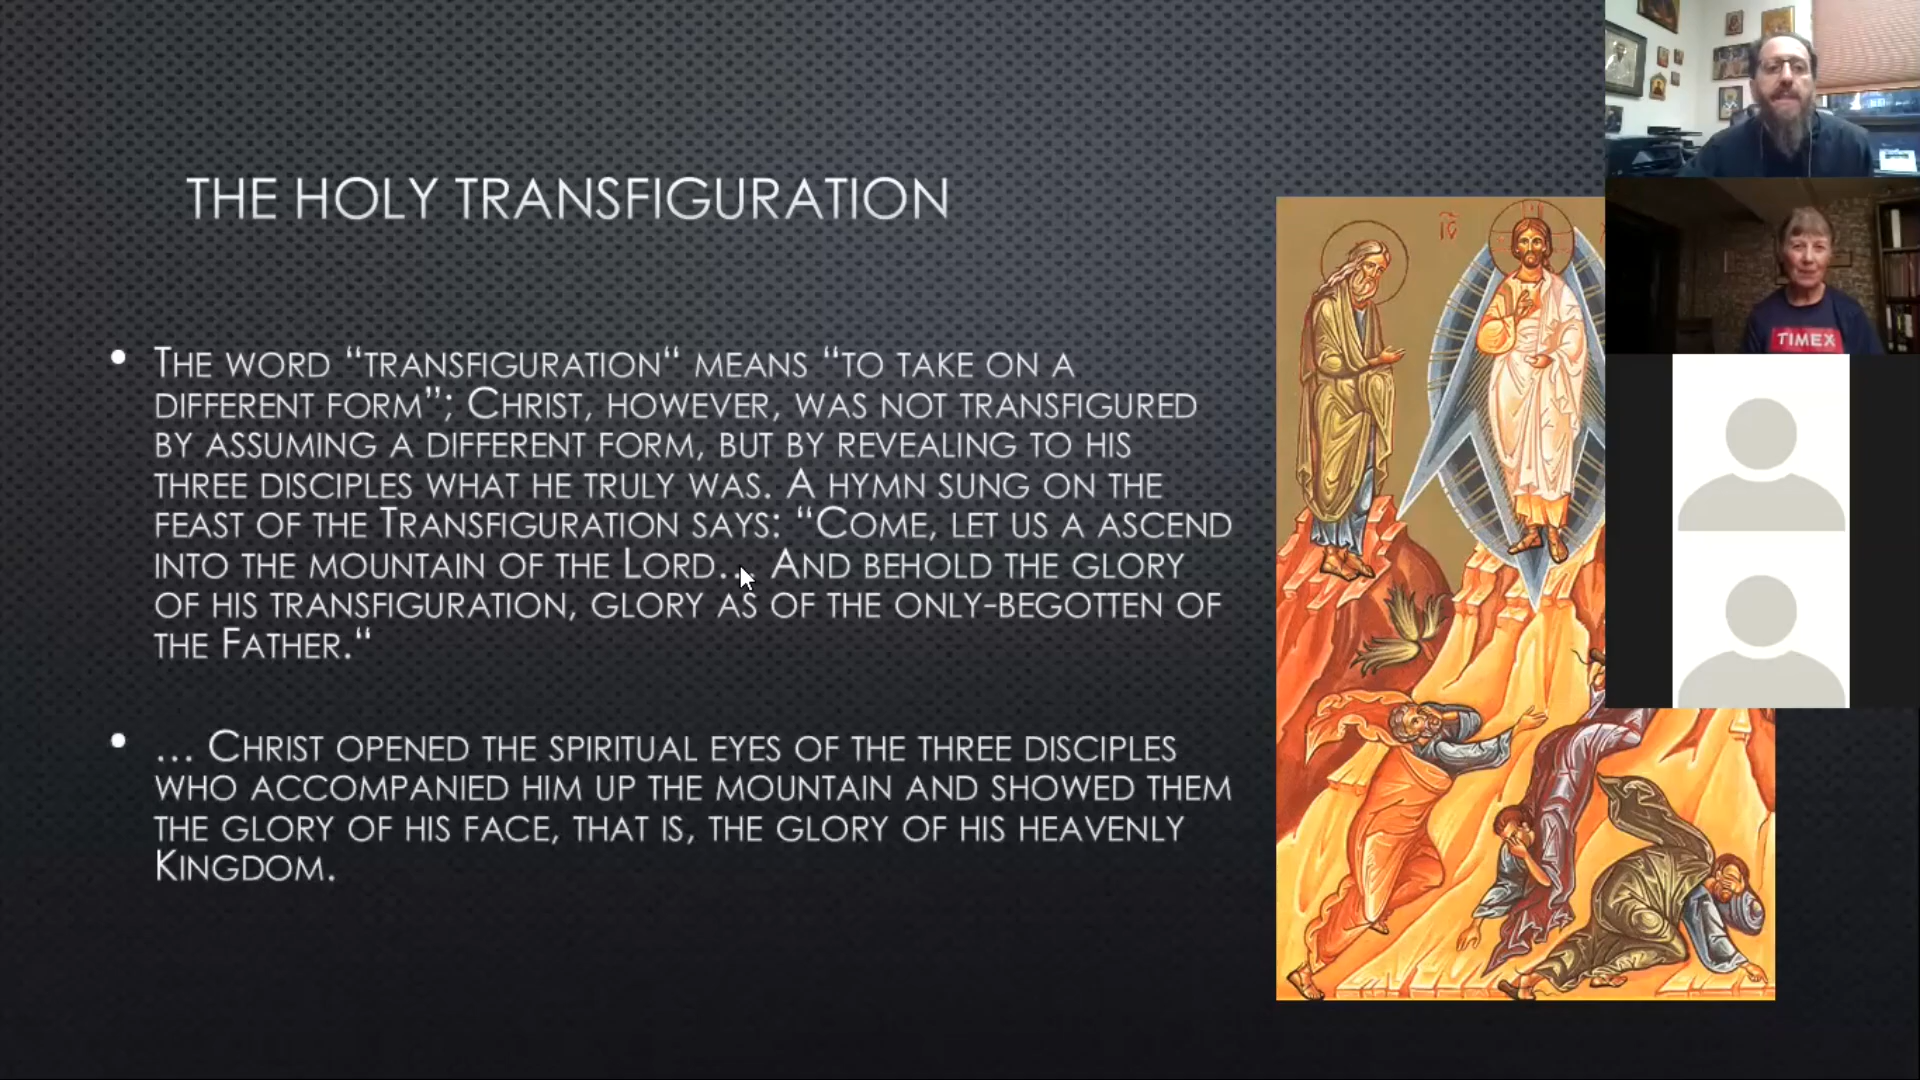 THE HOLY TRANSFIGURATION
• THE WORD “TRANSFIGURATION“ MEANS “TO TAKE ON A
DIFFERENT FORM”; CHRIST, HOWEVER, WAS NOT TRANSFIGURED
BY ASSUMING A DIFFERENT FORM, BUT BY REVEALING TO HIS
THREE DISCIPLES WHAT HE TRULY WAS. A HYMN SUNG ON THE
FEAST OF THE TRANSFIGURATION SAYS: “COME, LET US A ASCEND
INTO THE MOUNTAIN OF THE LORD... AND BEHOLD THE GLORY
OF HIS TRANSFIGURATION, GLORY AS OF THE ONLY-BEGOTTEN OF
THE FATHER.“
• ... CHRIST OPENED THE SPIRITUAL EYES OF THE THREE DISCIPLES
WHO ACCOMPANIED HIM UP THE MOUNTAIN AND SHOWED THEM
THE GLORY OF HIS FACE, THAT IS, THE GLORY OF HIS HEAVENLY
KINGDOM.
IC
TIMEX